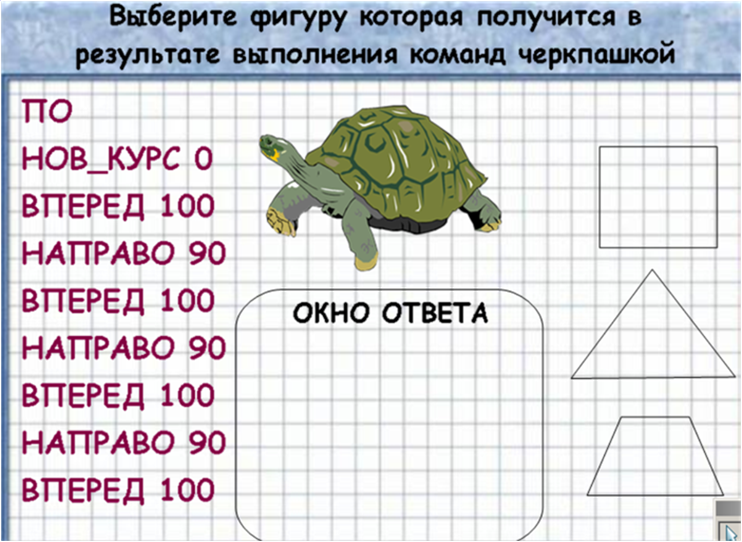 Выберите фигуру которая получится в
результате выполнения команд черкпашкой
ПО
НОВ_КУРС 0
ВПЕРЕД 100
НАПРАВО 90
ВПЕРЕД 100
НАПРАВО 90
ВПЕРЕД 100
НАПРАВО 90
ВПЕРЕД 100
ОКНО ОТВЕТА